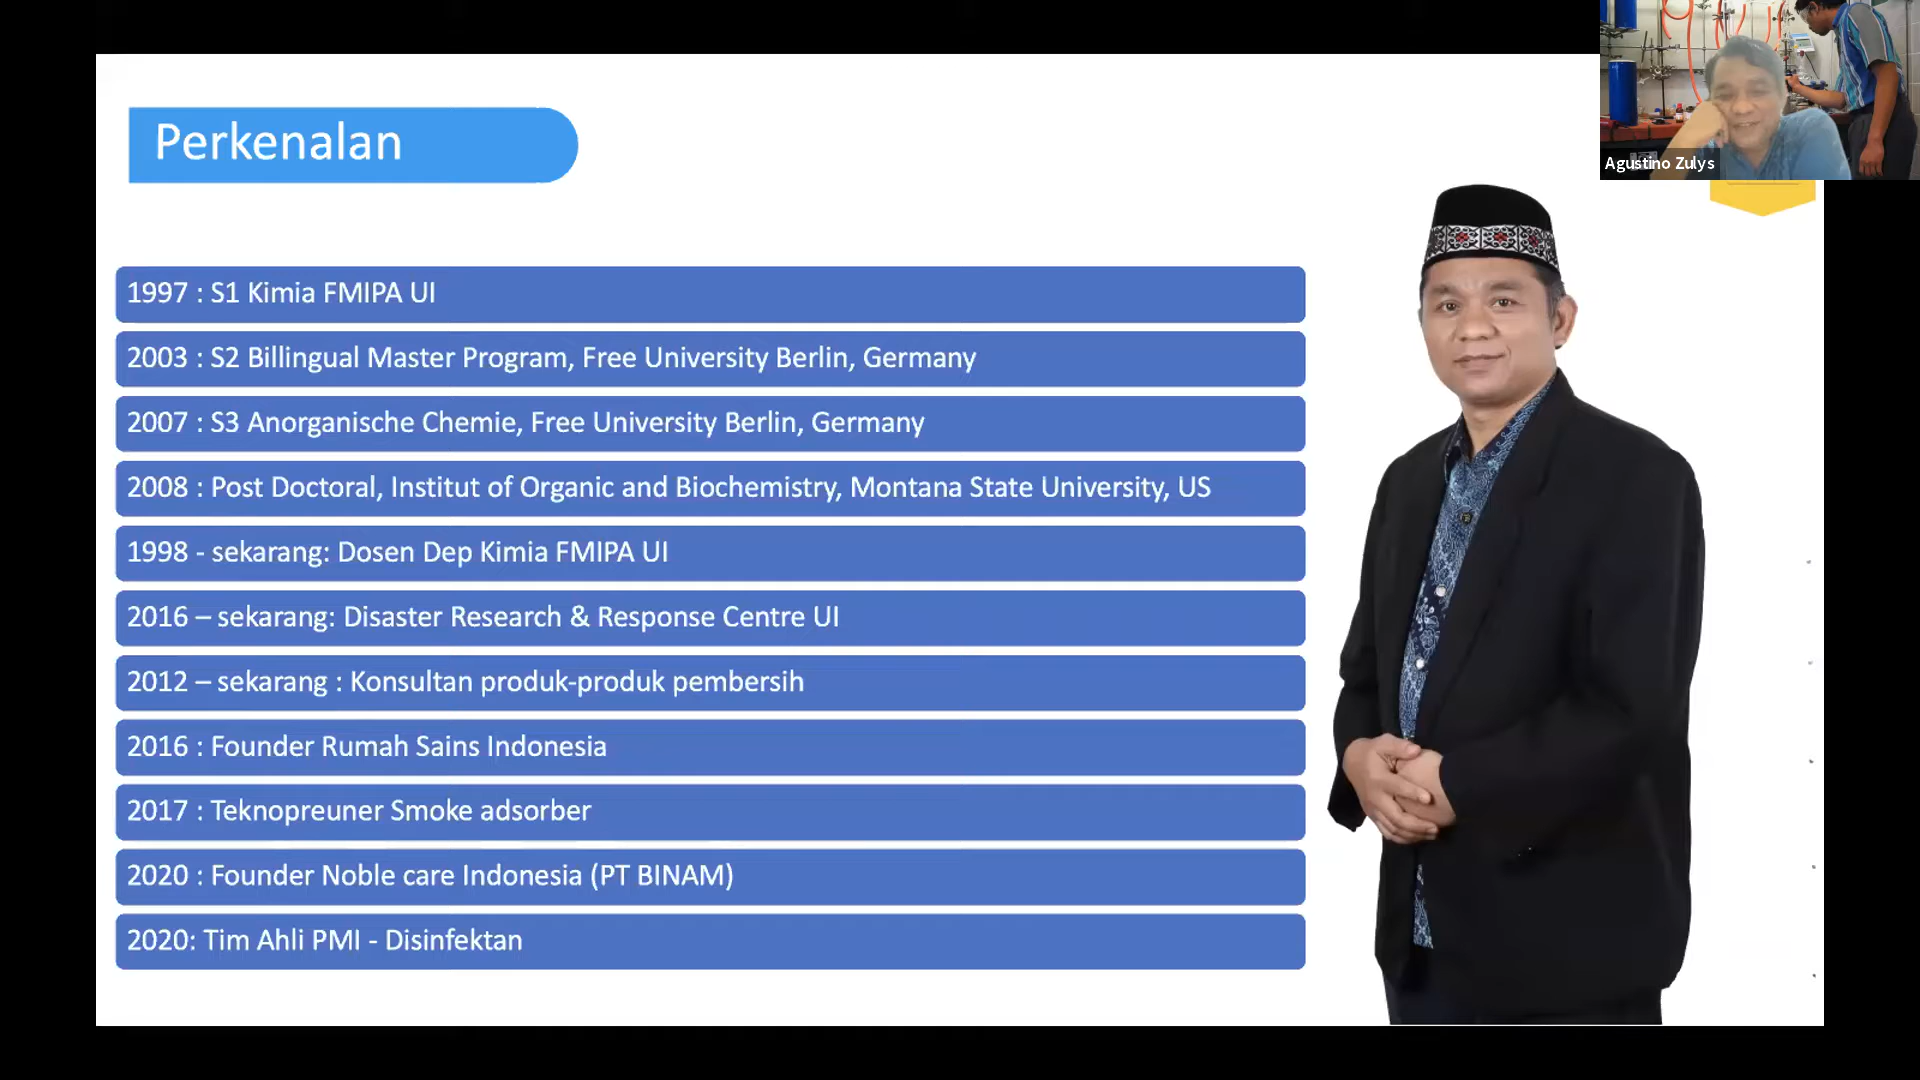 Perkenalan
Agustino Zulys
1997 : S1 Kimia FMIPA UI
2003 : S2 Billingual Master Program, Free University Berlin, Germany
2007 : S3 Anorganische Chemie, Free University Berlin, Germany
2008 : Post Doctoral, Institut of Organic and Biochemistry, Montana State University, US
1998 - sekarang: Dosen Dep Kimia FMIPA UI
2016 – sekarang: Disaster Research & Response Centre UI
2012 – sekarang : Konsultan produk-produk pembersih
2016 : Founder Rumah Sains Indonesia
2017 : Teknopreuner Smoke adsorber
2020 : Founder Noble care Indonesia (PT BINAM)
2020: Tim Ahli PMI - Disinfektan